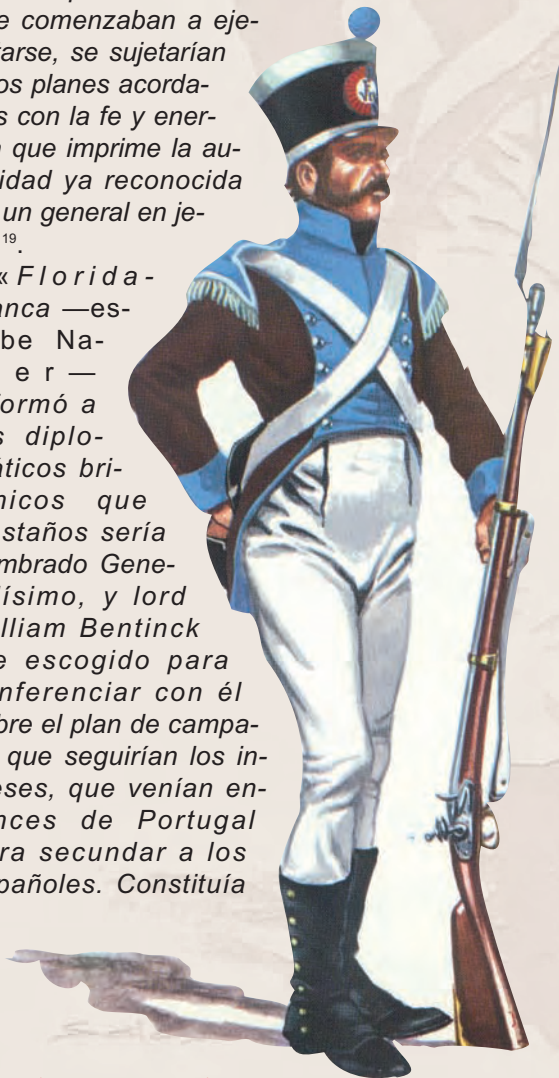 e comenzaban a eje-
tarse, se sujetarían
os planes acorda-
s con la fe y ener-
que imprime la au-
idad ya reconocida
un general en je-
19.
«Florida-
anca —es-
be Na-
er—
formó a
s diplo-
áticos bri-
nicos que
staños sería
mbrado Gene-
lísimo, y lord
lliam Bentinck
e escogido para
nferenciar con él
bre el plan de campa-
que seguirían los in-
eses, que venían en-
nces de Portugal
ra secundar a los
pañoles. Constituía